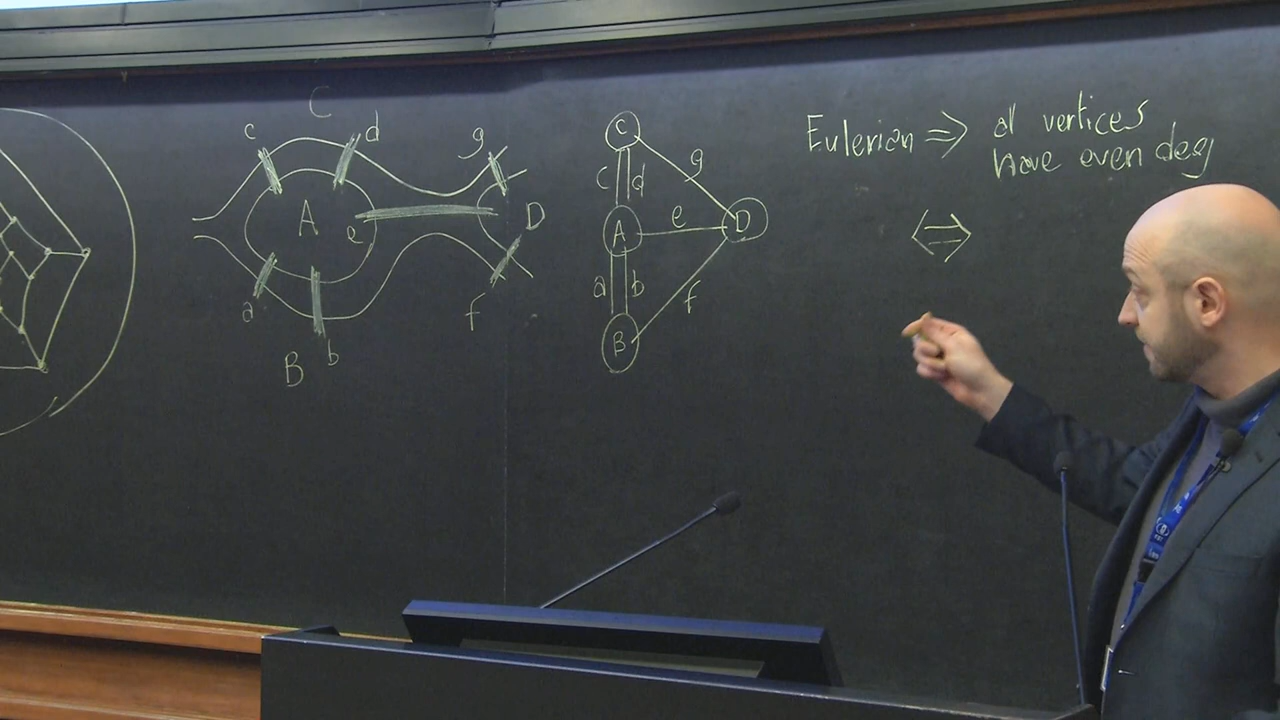 C
c d g
A e D
a b f
B
C
c d g
A e D
a b f
B
Eulerian => all vertices
have even deg
<=>